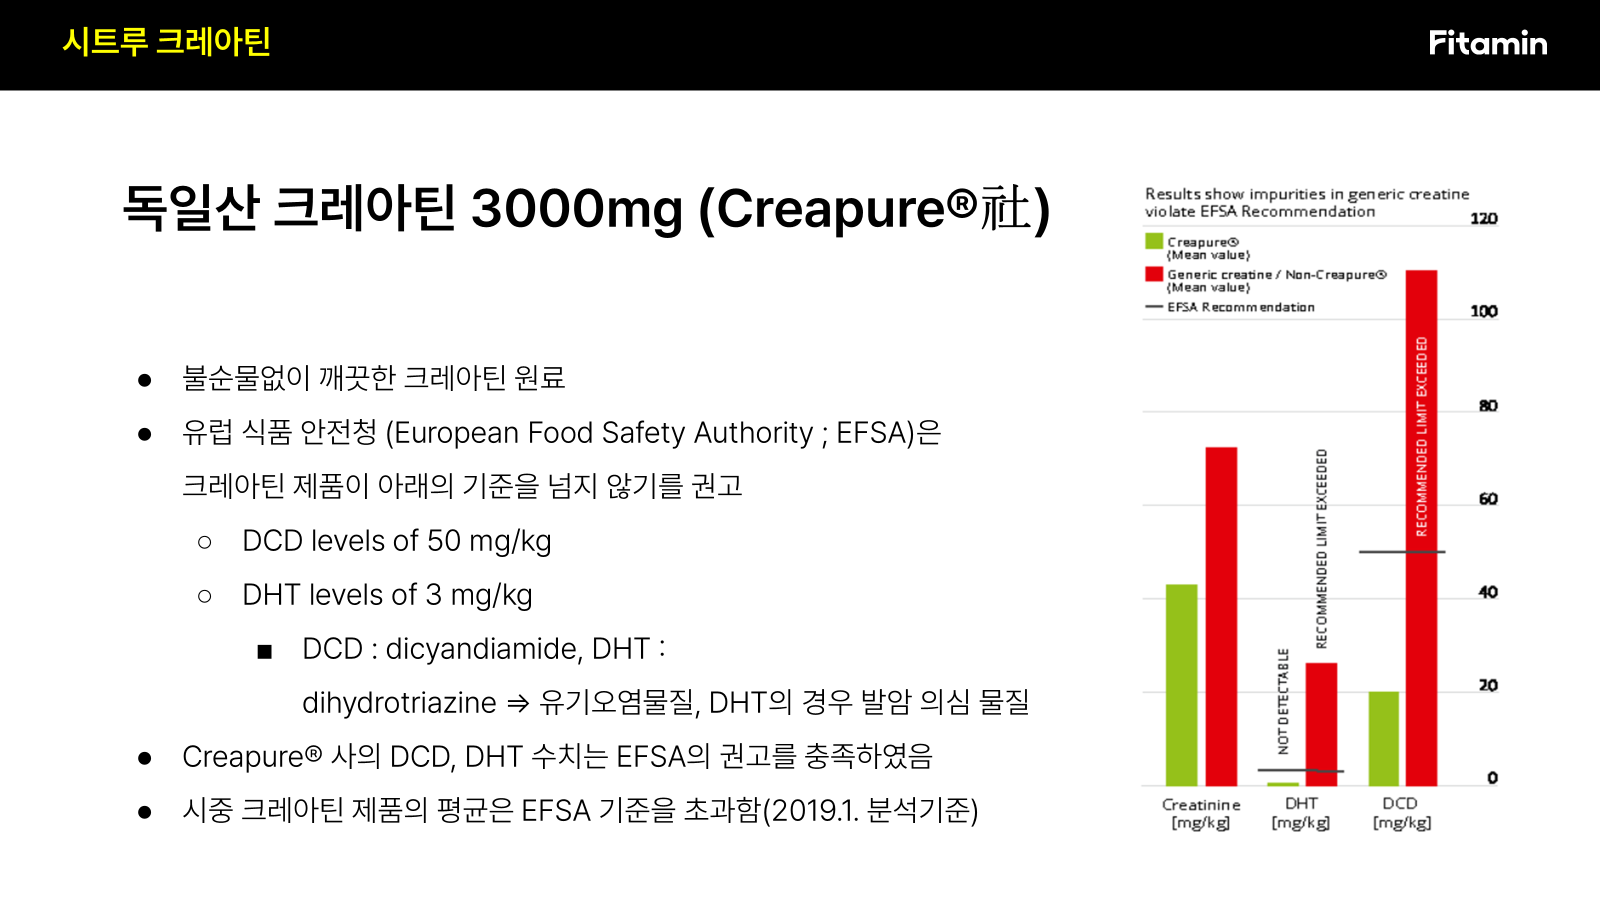 시트루 크레아틴
Fitamin
독일산 크레아틴 3000mg (Creapure®社)
● 불순물없이 깨끗한 크레아틴 원료
● 유럽 식품 안전청 (European Food Safety Authority ; EFSA)은
크레아틴 제품이 아래의 기준을 넘지 않기를 권고
○ DCD levels of 50 mg/kg
○ DHT levels of 3 mg/kg
■ DCD : dicyandiamide, DHT :
dihydrotriazine ⇒ 유기오염물질, DHT의 경우 발암 의심 물질
● Creapure® 사의 DCD, DHT 수치는 EFSA의 권고를 충족하였음
● 시중 크레아틴 제품의 평균은 EFSA 기준을 초과함(2019.1. 분석기준)
Results show impurities in generic creatine
violate EFSA Recommendation
Creapure®
(Mean value)
Generic creatine / Non-Creapure®
(Mean value)
EFSA Recommendation
120
100
80
60
40
20
0
NOT DETECTABLE
RECOMMENDED LIMIT EXCEEDED
RECOMMENDED LIMIT EXCEEDED
Creatinine
[mg/kg]
DHT
[mg/kg]
DCD
[mg/kg]